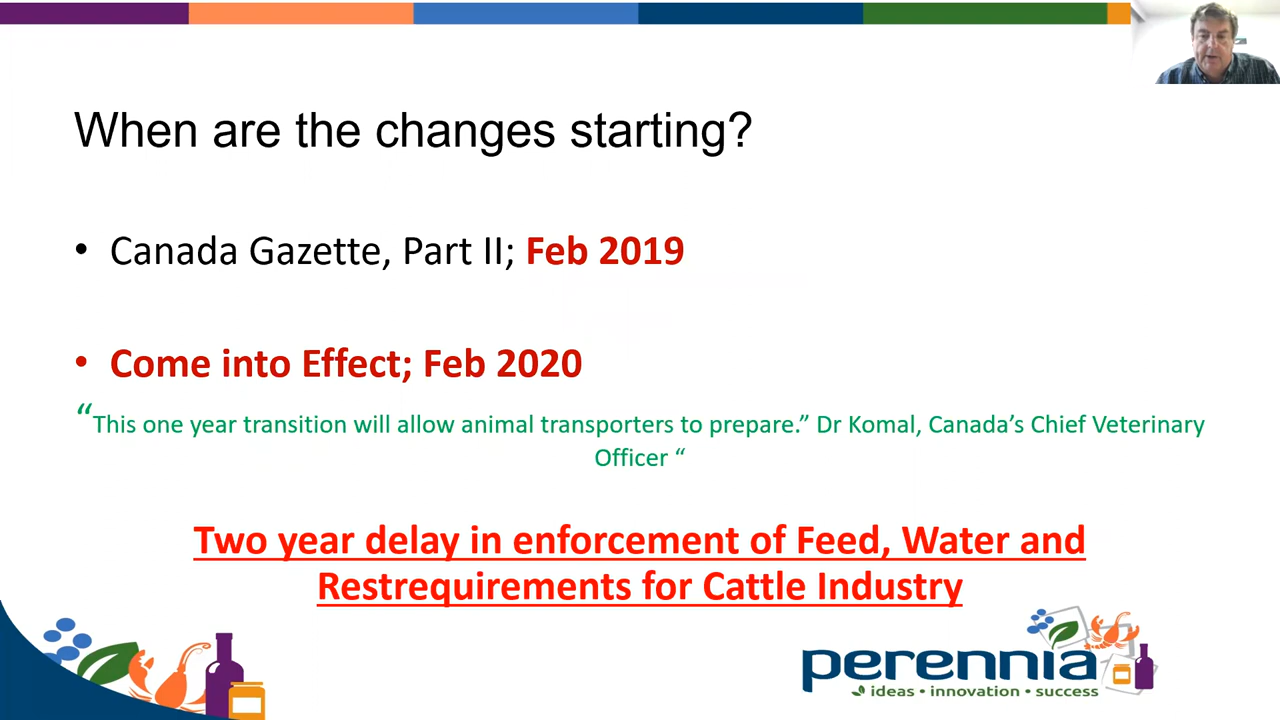 When are the changes starting?
• Canada Gazette, Part II; Feb 2019
• Come into Effect; Feb 2020
“This one year transition will allow animal transporters to prepare.” Dr Komal, Canada’s Chief Veterinary
Officer “
Two year delay in enforcement of Feed, Water and
Restrequirements for Cattle Industry
perennia
ideas • innovation • success